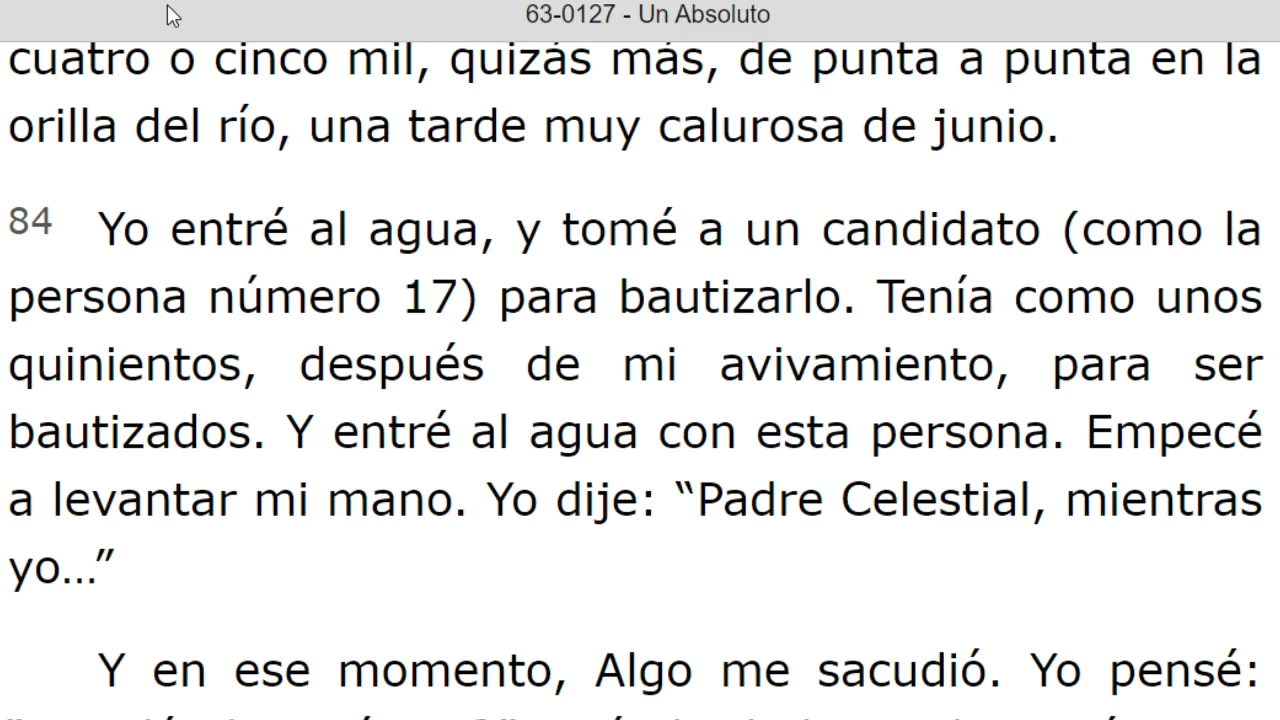 63-0127 - Un Absoluto
cuatro o cinco mil, quizás más, de punta a punta en la
orilla del río, una tarde muy calurosa de junio.
84 Yo entré al agua, y tomé a un candidato (como la
persona número 17) para bautizarlo. Tenía como unos
quinientos, después de mi avivamiento, para ser
bautizados. Y entré al agua con esta persona. Empecé
a levantar mi mano. Yo dije: “Padre Celestial, mientras
yo…”
Y en ese momento, Algo me sacudió. Yo pensé: